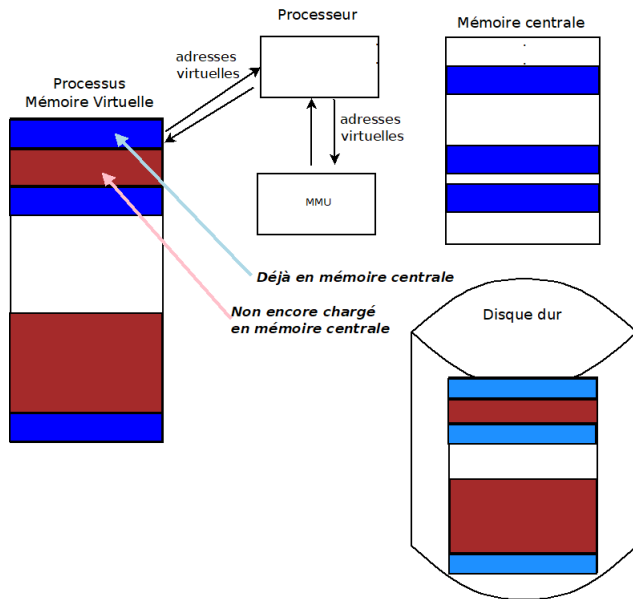 Processeur
Mémoire centrale
adresses
virtuelles
Processus
Mémoire Virtuelle
adresses
virtuelles
MMU
Déjà en mémoire centrale
Non encore chargé
en mémoire centrale
Disque dur